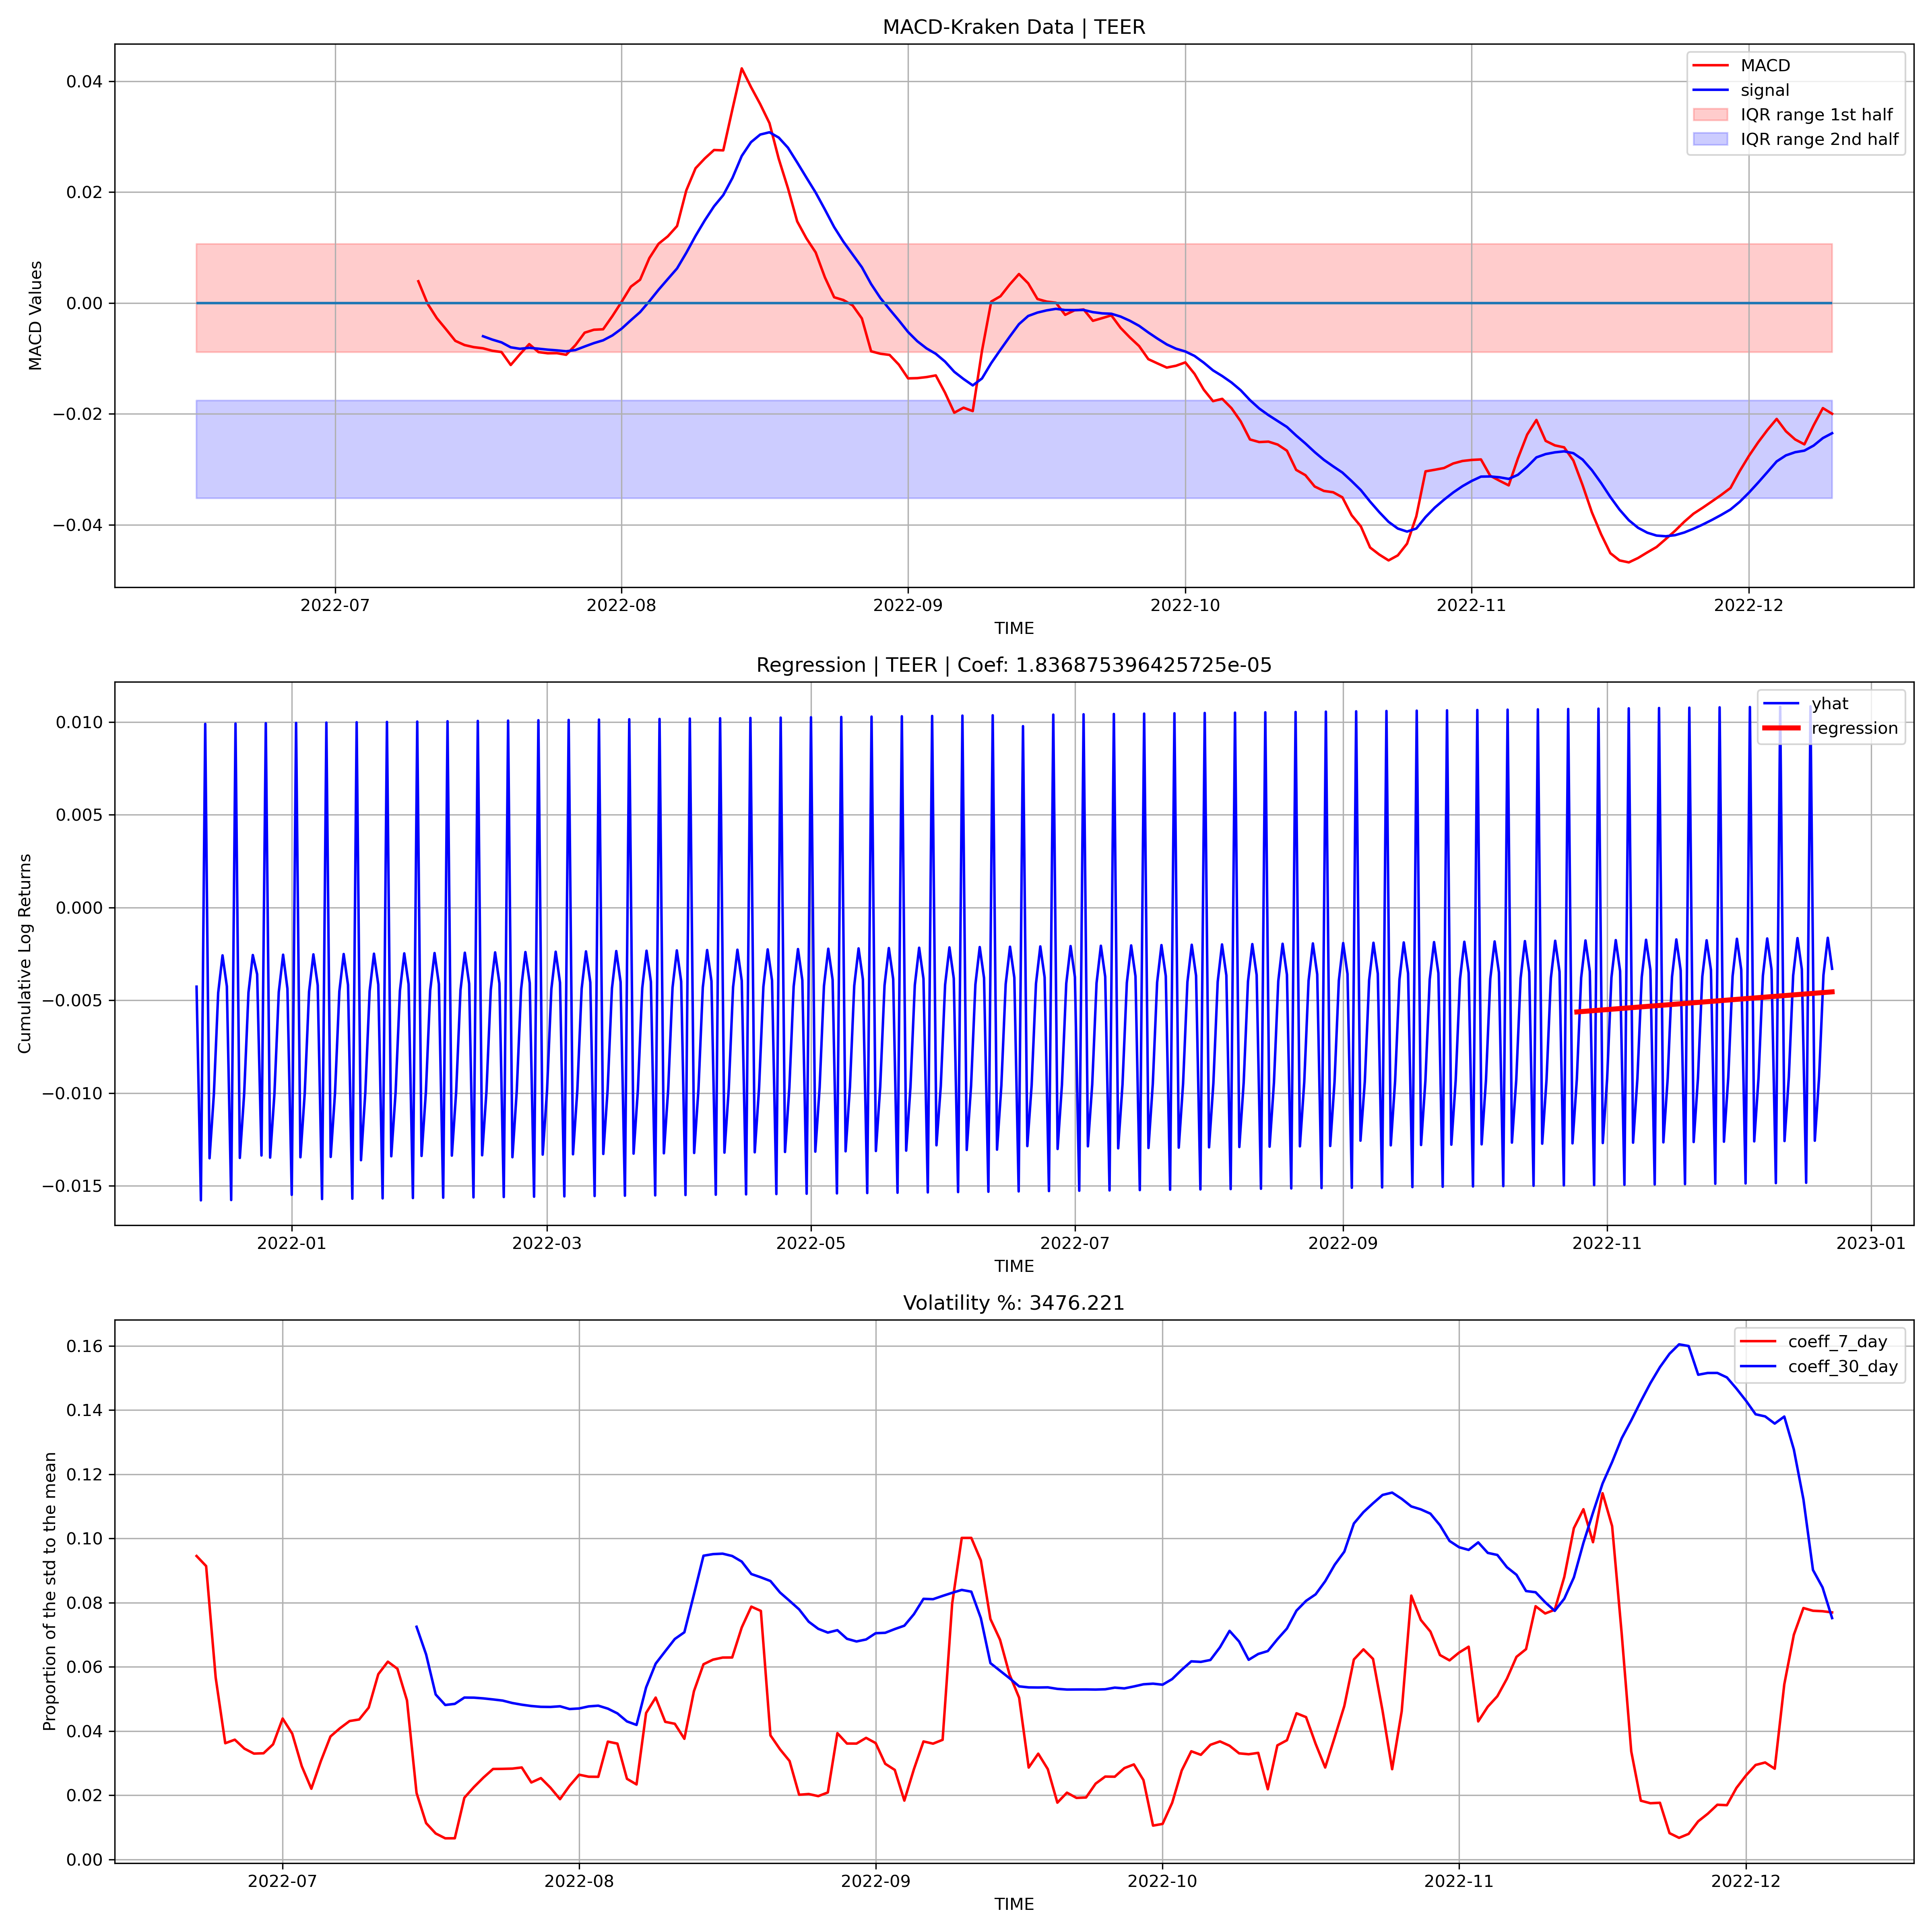 MACD-Kraken Data | TEER
MACD Values
0.04
0.02
0.00
−0.02
−0.04
MACD
signal
IQR range 1st half
IQR range 2nd half
2022-07
2022-08
2022-09
2022-10
2022-11
2022-12
TIME
Regression | TEER | Coef: 1.836875396425725e-05
Cumulative Log Returns
0.010
0.005
0.000
−0.005
−0.010
−0.015
yhat
regression
2022-01
2022-03
2022-05
2022-07
2022-09
2022-11
2023-01
TIME
Volatility %: 3476.221
Proportion of the std to the mean
0.16
0.14
0.12
0.10
0.08
0.06
0.04
0.02
0.00
coeff_7_day
coeff_30_day
2022-07
2022-08
2022-09
2022-10
2022-11
2022-12
TIME